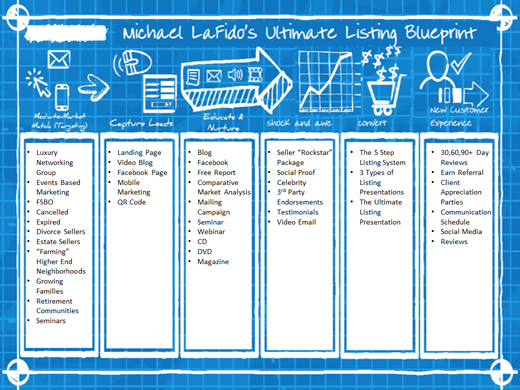 Michael LaFido's Ultimate Listing Blueprint
Media-to-Market
Match (Targeting)
Capture Leads
Educate &
Nurture
shock and awe
convert
New Customer
Experience
• Luxury
Networking
Group
• Events Based
Marketing
• FSBO
• Cancelled
• Expired
• Divorce Sellers
• Estate Sellers
• "Farming"
Higher End
Neighborhoods
• Growing
Families
• Retirement
Communities
• Seminars
• Landing Page
• Video Blog
• Facebook Page
• Mobile
Marketing
• QR Code
• Blog
• Facebook
• Free Report
• Comparative
Market Analysis
• Mailing
Campaign
• Seminar
• Webinar
• CD
• DVD
• Magazine
• Seller "Rockstar"
Package
• Social Proof
• Celebrity
• 3rd Party
Endorsements
• Testimonials
• Video Email
• The 5 Step
Listing System
• 3 Types of
Listing
Presentations
• The Ultimate
Listing
Presentation
• 30,60,90+ Day
Reviews
• Earn Referral
• Client
Appreciation
Parties
• Communication
Schedule
• Social Media
• Reviews